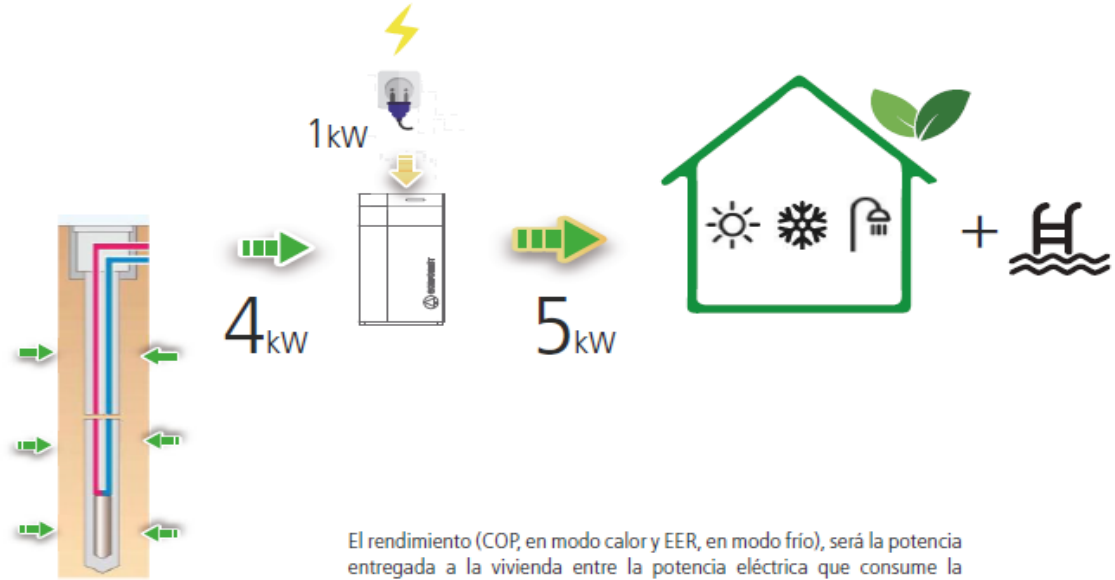 1kW
4kW
5kW
+
El rendimiento (COP, en modo calor y EER, en modo frío), será la potencia
entregada a la vivienda entre la potencia eléctrica que consume la